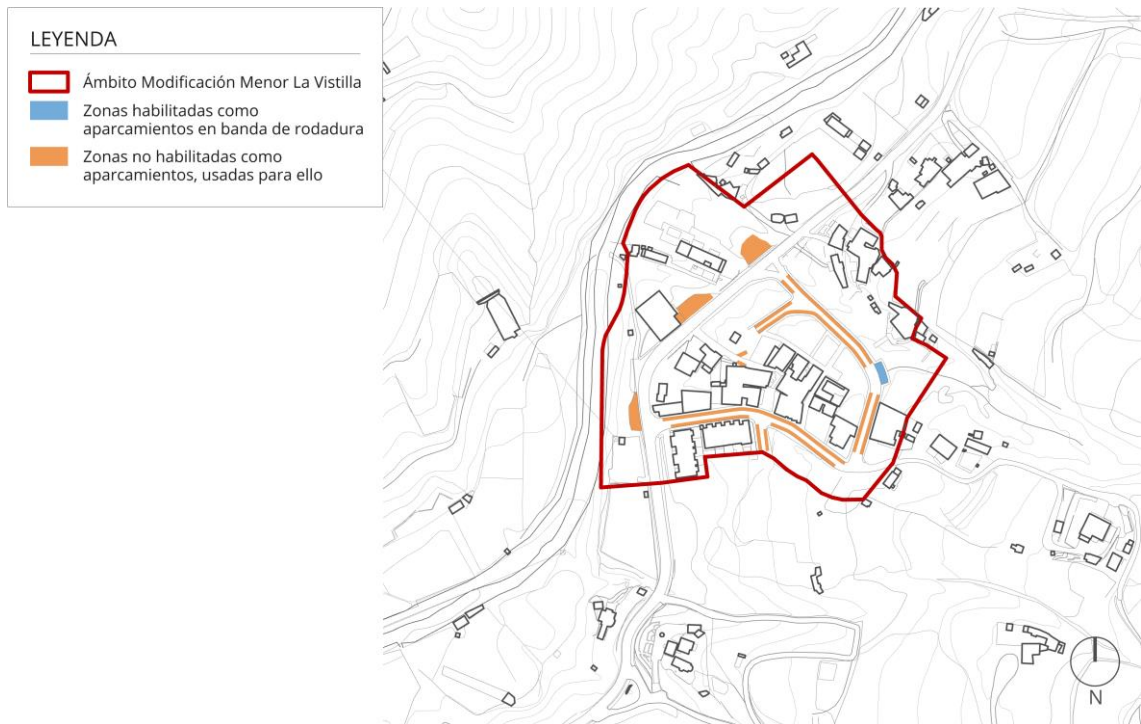 LEYENDA
Ámbito Modificación Menor La Vistilla
Zonas habilitadas como
aparcamientos en banda de rodadura
Zonas no habilitadas como
aparcamientos, usadas para ello
N